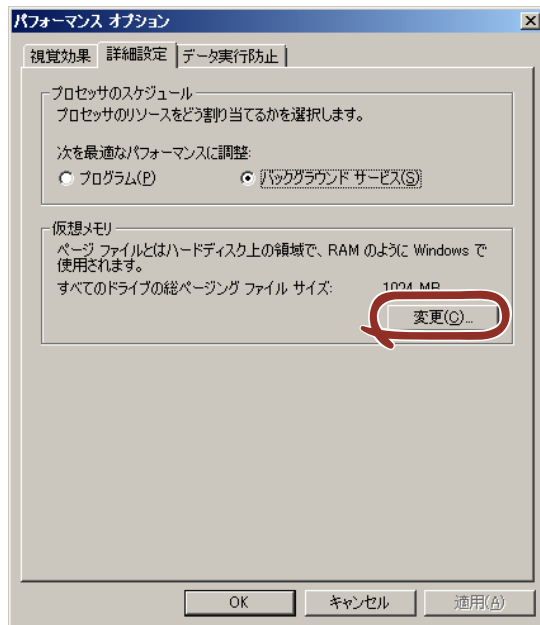 パフォーマンス オプション
視覚効果 詳細設定 データ実行防止
プロセッサのスケジュール
プロセッサのリソースをどう割り当てるかを選択します。
次を最適なパフォーマンスに調整:
プログラム(P) バックグラウンド サービス(S)
仮想メモリ
ページ ファイルとはハードディスク上の領域で、RAM のように Windows で
使用されます。
すべてのドライブの総ページング ファイル サイズ: 1024 MB
変更(C)...
OK キャンセル 適用(A)